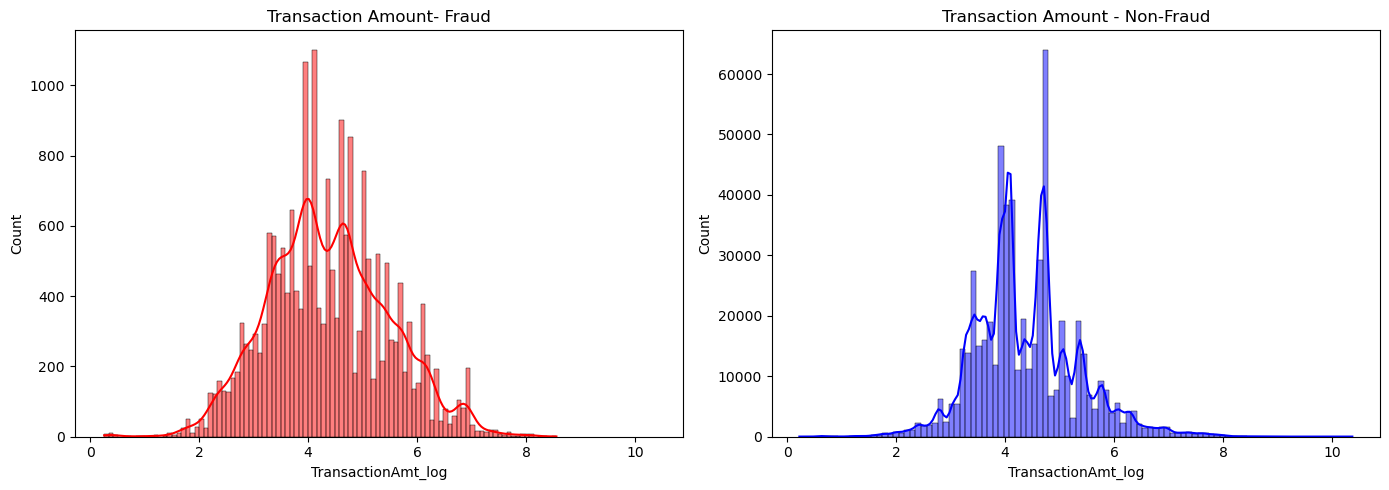 Transaction Amount- Fraud
1000
800
600
400
200
0
Count
0 2 4 6 8 10
TransactionAmt_log
Transaction Amount - Non-Fraud
60000
50000
40000
30000
20000
10000
0
Count
0 2 4 6 8 10
TransactionAmt_log